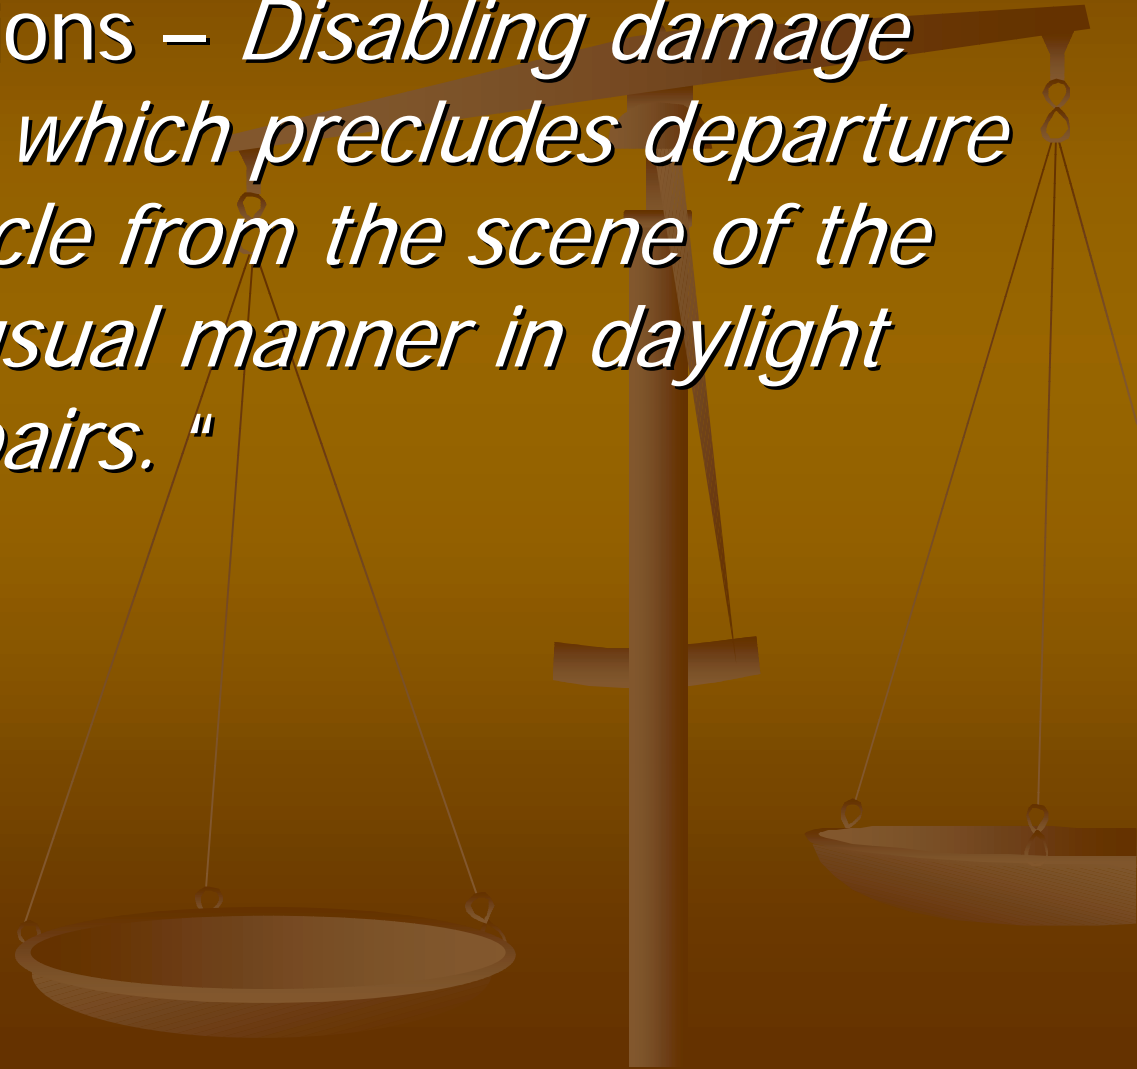 ons – Disabling damage
which precludes departure
cle from the scene of the
usual manner in daylight
pairs. "